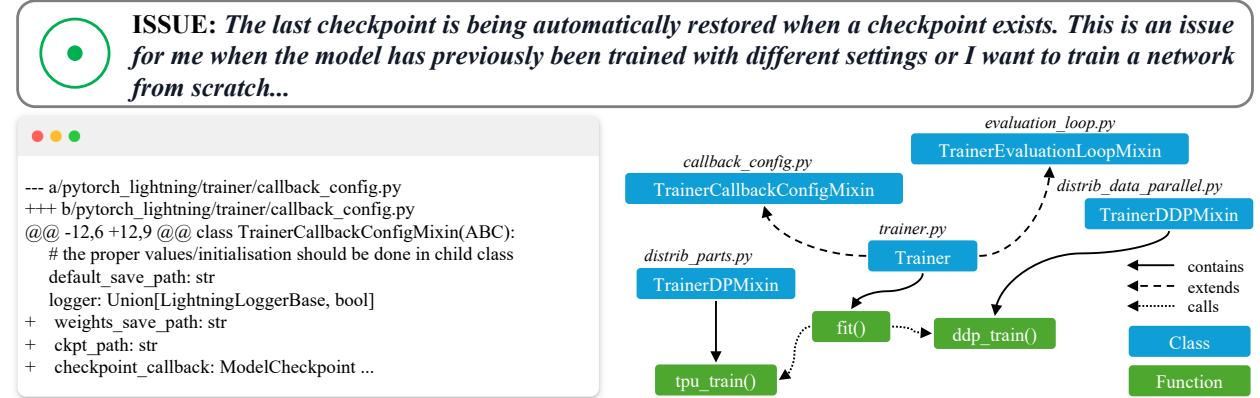 ISSUE: The last checkpoint is being automatically restored when a checkpoint exists. This is an issue
for me when the model has previously been trained with different settings or I want to train a network
from scratch...
--- a/pytorch_lightning/trainer/callback_config.py
+++ b/pytorch_lightning/trainer/callback_config.py
@@ -12,6 +12,9 @@ class TrainerCallbackConfigMixin(ABC):
# the proper values/initialisation should be done in child class
default_save_path: str
logger: Union[LightningLoggerBase, bool]
+ weights_save_path: str
+ ckpt_path: str
+ checkpoint_callback: ModelCheckpoint ...
evaluation_loop.py
TrainerEvaluationLoopMixin
callback_config.py
TrainerCallbackConfigMixin
distrib_data_parallel.py
TrainerDDPMixin
trainer.py
Trainer
distrib_parts.py
TrainerDPMixin
contains
extends
calls
fit()
ddp_train()
tpu_train()
Class
Function